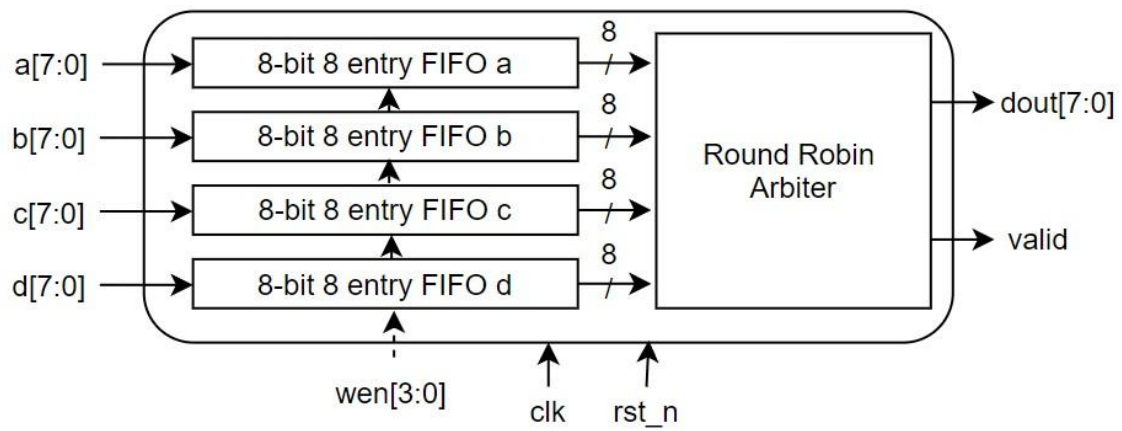 a[7:0]
8-bit 8 entry FIFO a
8
/
b[7:0]
8-bit 8 entry FIFO b
8
/
c[7:0]
8-bit 8 entry FIFO c
8
/
d[7:0]
8-bit 8 entry FIFO d
8
/
Round Robin
Arbiter
dout[7:0]
valid
wen[3:0]
clk
rst_n